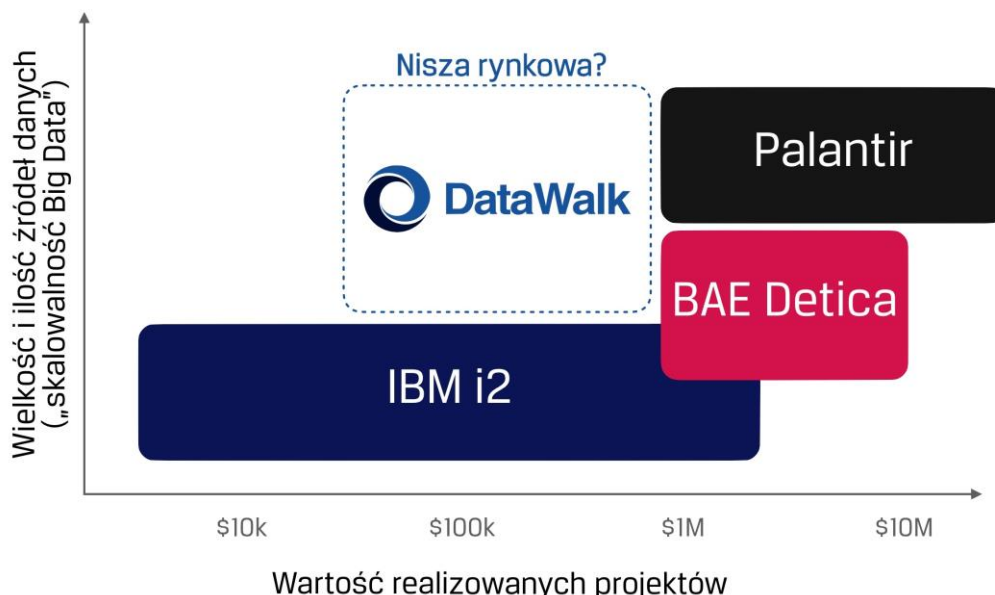 Wielkość i ilość źródeł danych
(„skalowalność Big Data")
Nisza rynkowa?
DataWalk
Palantir
BAE Detica
IBM i2
$10k
$100k
$1M
$10M
Wartość realizowanych projektów